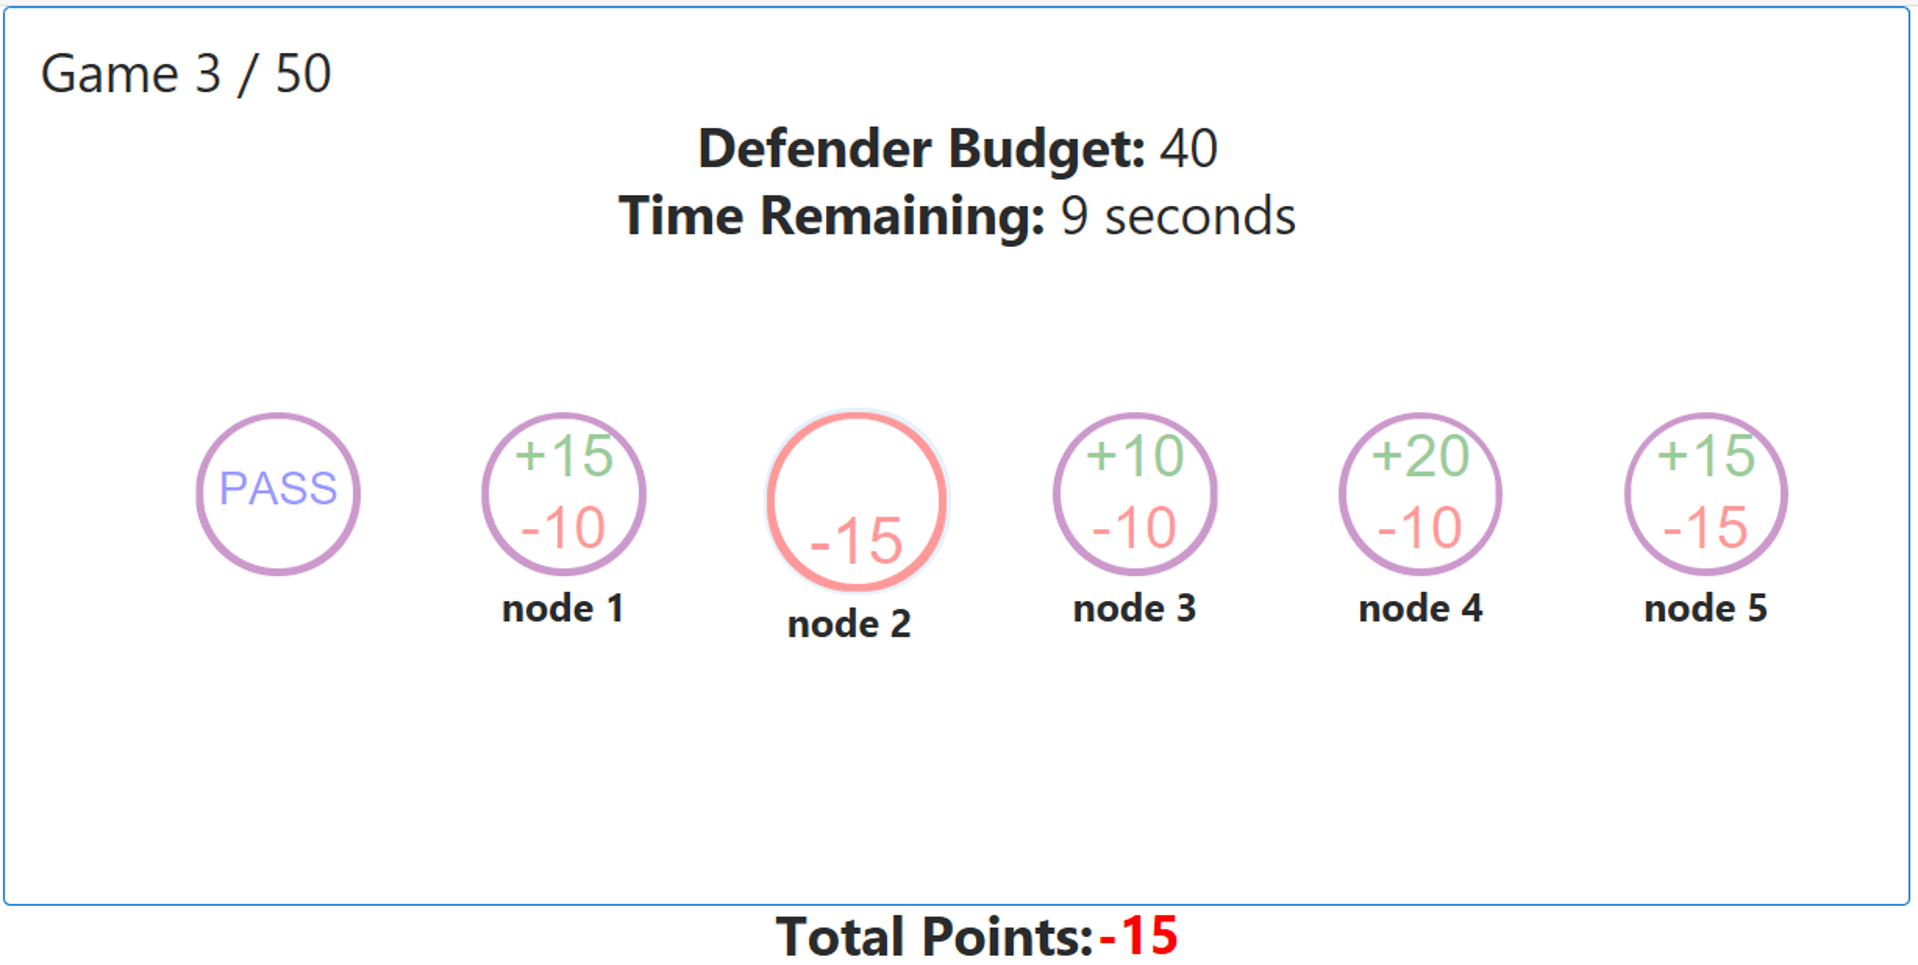 Game 3 / 50
Defender Budget: 40
Time Remaining: 9 seconds
PASS
+15
-10
node 1
-15
node 2
+10
-10
node 3
+20
-10
node 4
+15
-15
node 5
Total Points:-15